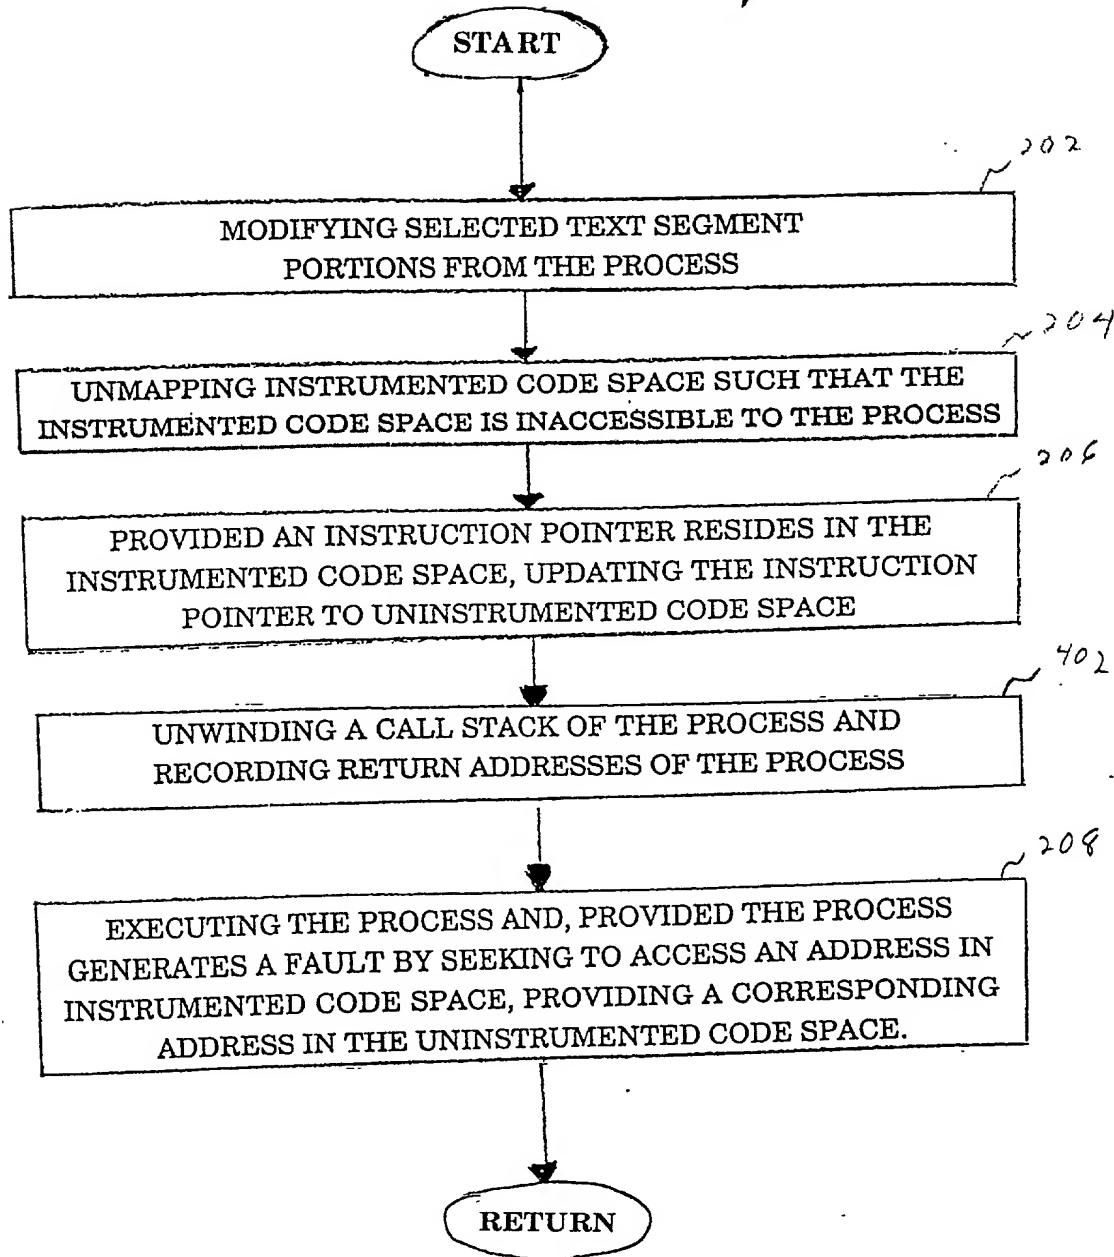 START
202
MODIFYING SELECTED TEXT SEGMENT
PORTIONS FROM THE PROCESS
204
UNMAPPING INSTRUMENTED CODE SPACE SUCH THAT THE
INSTRUMENTED CODE SPACE IS INACCESSIBLE TO THE PROCESS
206
PROVIDED AN INSTRUCTION POINTER RESIDES IN THE
INSTRUMENTED CODE SPACE, UPDATING THE INSTRUCTION
POINTER TO UNINSTRUMENTED CODE SPACE
402
UNWINDING A CALL STACK OF THE PROCESS AND
RECORDING RETURN ADDRESSES OF THE PROCESS
208
EXECUTING THE PROCESS AND, PROVIDED THE PROCESS
GENERATES A FAULT BY SEEKING TO ACCESS AN ADDRESS IN
INSTRUMENTED CODE SPACE, PROVIDING A CORRESPONDING
ADDRESS IN THE UNINSTRUMENTED CODE SPACE.
RETURN